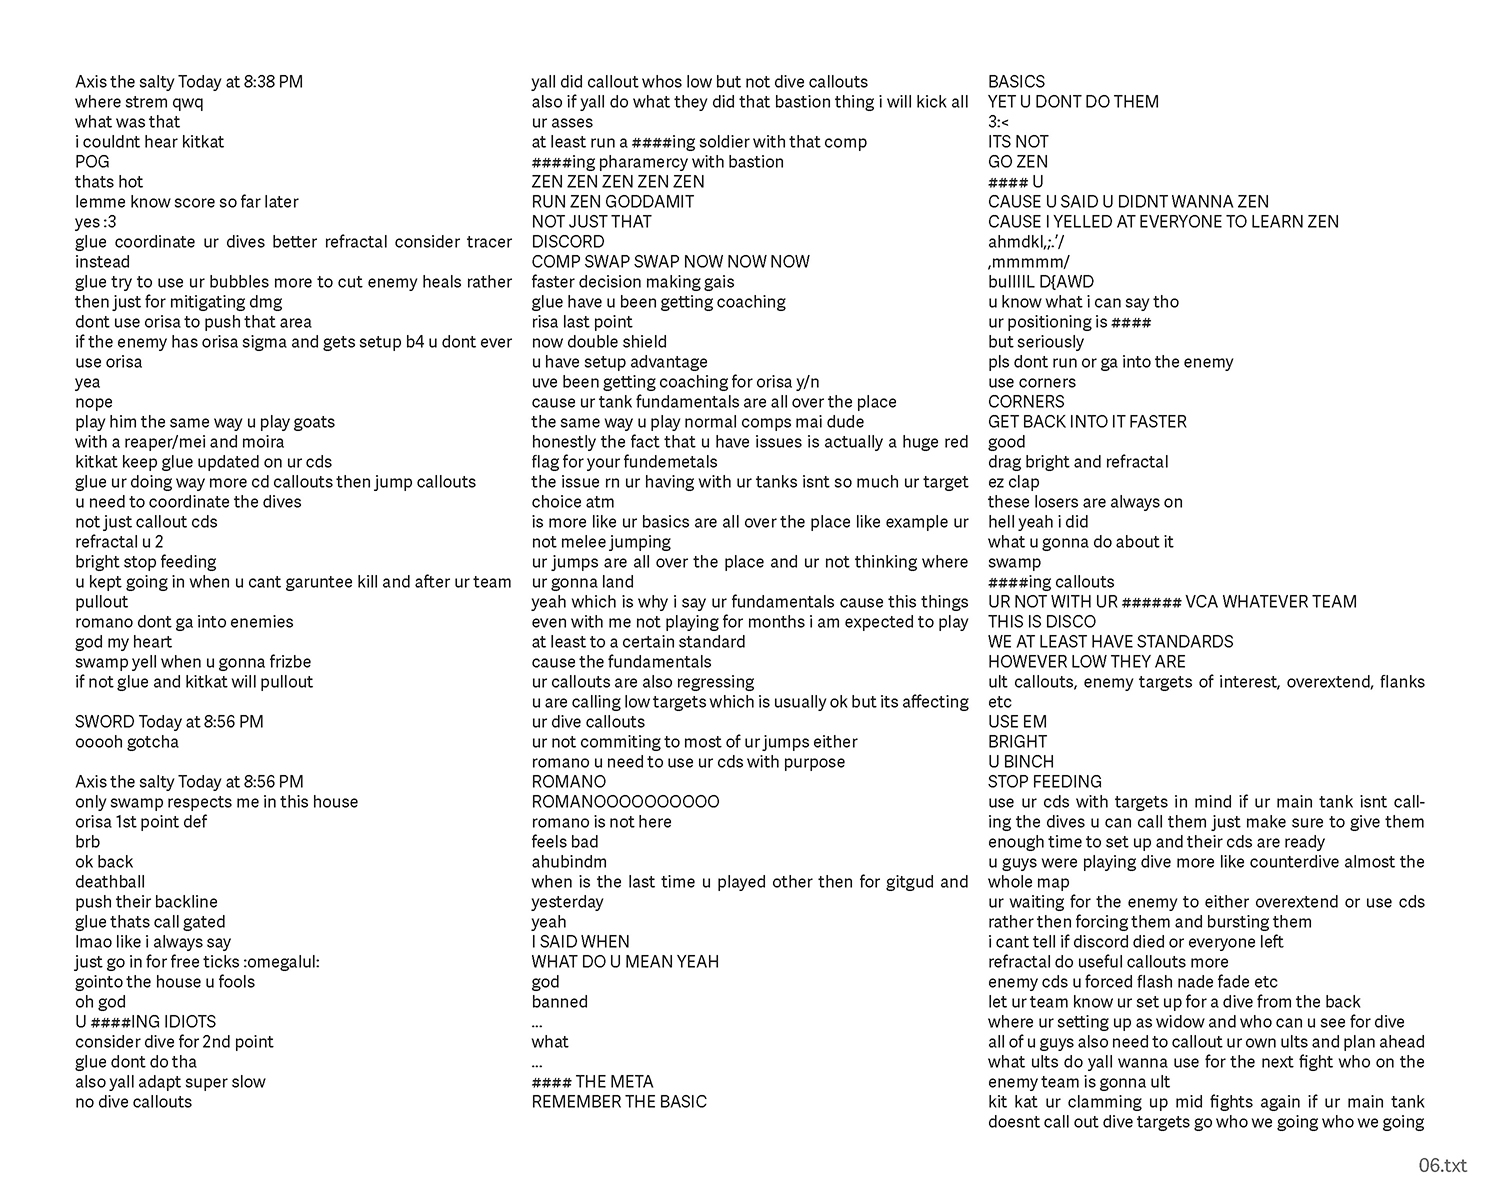 Axis the salty Today at 8:38 PM
where strem qwq
what was that
i couldnt hear kitkat
POG
thats hot
lemme know score so far later
yes :3
glue coordinate ur dives better refractal consider tracer
instead
glue try to use ur bubbles more to cut enemy heals rather
then just for mitigating dmg
dont use orisa to push that area
if the enemy has orisa sigma and gets setup b4 u dont ever
use orisa
yea
nope
play him the same way u play goats
with a reaper/mei and moira
kitkat keep glue updated on ur cds
glue ur doing way more cd callouts then jump callouts
u need to coordinate the dives
not just callout cds
refractal u 2
bright stop feeding
u kept going in when u cant garuntee kill and after ur team
pullout
romano dont ga into enemies
god my heart
swamp yell when u gonna frizbe
if not glue and kitkat will pullout

SWORD Today at 8:56 PM
ooooh gotcha

Axis the salty Today at 8:56 PM
only swamp respects me in this house
orisa 1st point def
brb
ok back
deathball
push their backline
glue thats call gated
lmao like i always say
just go in for free ticks :omegalul:
gointo the house u fools
oh god
U ####ING IDIOTS
consider dive for 2nd point
glue dont do tha
also yall adapt super slow
no dive callouts
yall did callout whos low but not dive callouts
also if yall do what they did that bastion thing i will kick all
ur asses
at least run a ####ing soldier with that comp
####ing pharamercy with bastion
ZEN ZEN ZEN ZEN ZEN
RUN ZEN GODDAMIT
NOT JUST THAT
DISCORD
COMP SWAP SWAP NOW NOW NOW
faster decision making gais
glue have u been getting coaching
risa last point
now double shield
u have setup advantage
uve been getting coaching for orisa y/n
cause ur tank fundamentals are all over the place
the same way u play normal comps mai dude
honestly the fact that u have issues is actually a huge red
flag for your fundemetals
the issue rn ur having with ur tanks isnt so much ur target
choice atm
is more like ur basics are all over the place like example ur
not melee jumping
ur jumps are all over the place and ur not thinking where
ur gonna land
yeah which is why i say ur fundamentals cause this things
even with me not playing for months i am expected to play
at least to a certain standard
cause the fundamentals
ur callouts are also regressing
u are calling low targets which is usually ok but its affecting
ur dive callouts
ur not commiting to most of ur jumps either
romano u need to use ur cds with purpose
ROMANO
ROMANOOOOOOOOOO
romano is not here
feels bad
ahubindm
when is the last time u played other then for gitgud and
yesterday
yeah
I SAID WHEN
WHAT DO U MEAN YEAH
god
banned
...
what
...
#### THE META
REMEMBER THE BASIC
BASICS
YET U DONT DO THEM
3:<
ITS NOT
GO ZEN
#### U
CAUSE U SAID U DIDNT WANNA ZEN
CAUSE I YELLED AT EVERYONE TO LEARN ZEN
ahmdkl,;.'/
,mmmmm/
bullIIL D{AWD
u know what i can say tho
ur positioning is ####
but seriously
pls dont run or ga into the enemy
use corners
CORNERS
GET BACK INTO IT FASTER
good
drag bright and refractal
ez clap
these losers are always on
hell yeah i did
what u gonna do about it
swamp
####ing callouts
UR NOT WITH UR ###### VCA WHATEVER TEAM
THIS IS DISCO
WE AT LEAST HAVE STANDARDS
HOWEVER LOW THEY ARE
ult callouts, enemy targets of interest, overextend, flanks
etc
USE EM
BRIGHT
U BINCH
STOP FEEDING
use ur cds with targets in mind if ur main tank isnt call-
ing the dives u can call them just make sure to give them
enough time to set up and their cds are ready
u guys were playing dive more like counterdive almost the
whole map
ur waiting for the enemy to either overextend or use cds
rather then forcing them and bursting them
i cant tell if discord died or everyone left
refractal do useful callouts more
enemy cds u forced flash nade fade etc
let ur team know ur set up for a dive from the back
where ur setting up as widow and who can u see for dive
all of u guys also need to callout ur own ults and plan ahead
what ults do yall wanna use for the next fight who on the
enemy team is gonna ult
kit kat ur clamming up mid fights again if ur main tank
doesnt call out dive targets go who we going who we going
06.txt